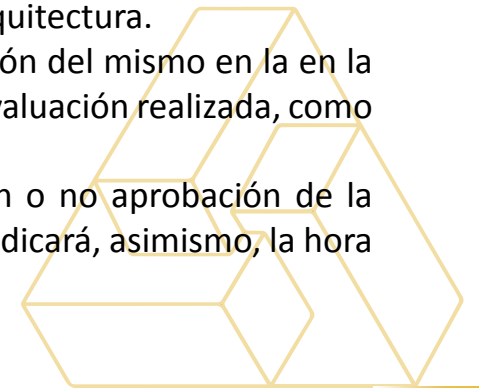 quitectura.
ón del mismo en la en la
valuación realizada, como
n o no aprobación de la
dicará, asimismo, la hora